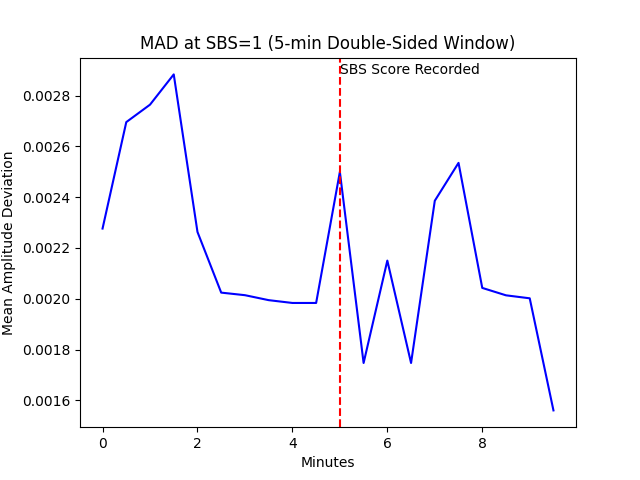 MAD at SBS=1 (5-min Double-Sided Window)
SBS Score Recorded
Mean Amplitude Deviation
0.0028
0.0026
0.0024
0.0022
0.0020
0.0018
0.0016
0 2 4 6 8
Minutes